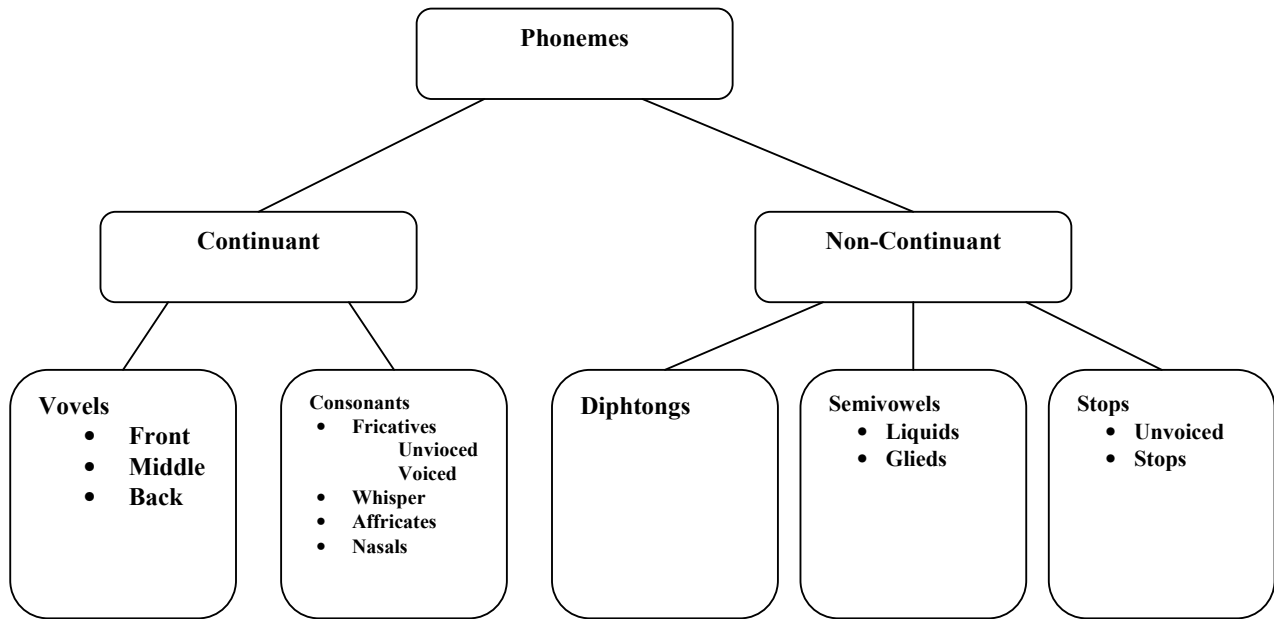 Phonemes
Continuant
Non-Continuant
Vovels
• Front
• Middle
• Back
Consonants
• Fricatives
Unvioced
Voiced
• Whisper
• Affricates
• Nasals
Diphtongs
Semivowels
• Liquids
• Glieds
Stops
• Unvoiced
• Stops